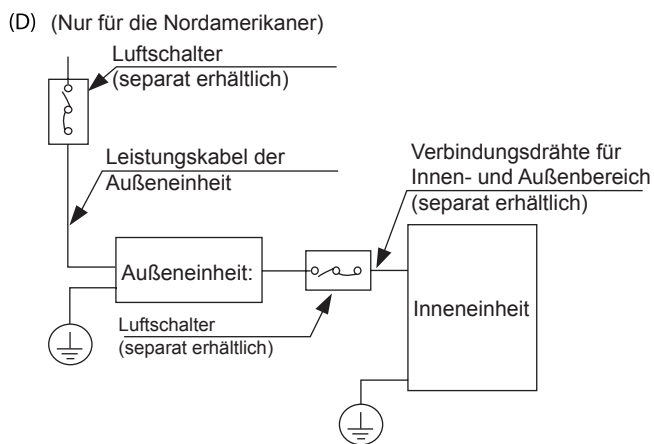 (D) (Nur für die Nordamerikaner)
Luftschalter
(separat erhältlich)
Leistungskabel der
Außeneinheit
Verbindungsdrähte für
Innen- und Außenbereich
(separat erhältlich)
Außeneinheit:
Inneneinheit
Luftschalter
(separat erhältlich)